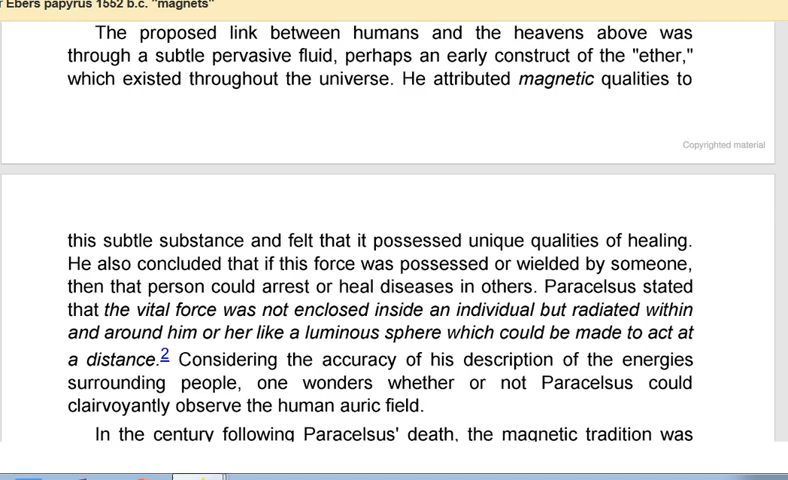 Ebers papyrus 1552 b.c. "magnets"
The proposed link between humans and the heavens above was
through a subtle pervasive fluid, perhaps an early construct of the "ether,"
which existed throughout the universe. He attributed magnetic qualities to
Copyrighted material
this subtle substance and felt that it possessed unique qualities of healing.
He also concluded that if this force was possessed or wielded by someone,
then that person could arrest or heal diseases in others. Paracelsus stated
that the vital force was not enclosed inside an individual but radiated within
and around him or her like a luminous sphere which could be made to act at
a distance.2 Considering the accuracy of his description of the energies
surrounding people, one wonders whether or not Paracelsus could
clairvoyantly observe the human auric field.
In the century following Paracelsus' death, the magnetic tradition was